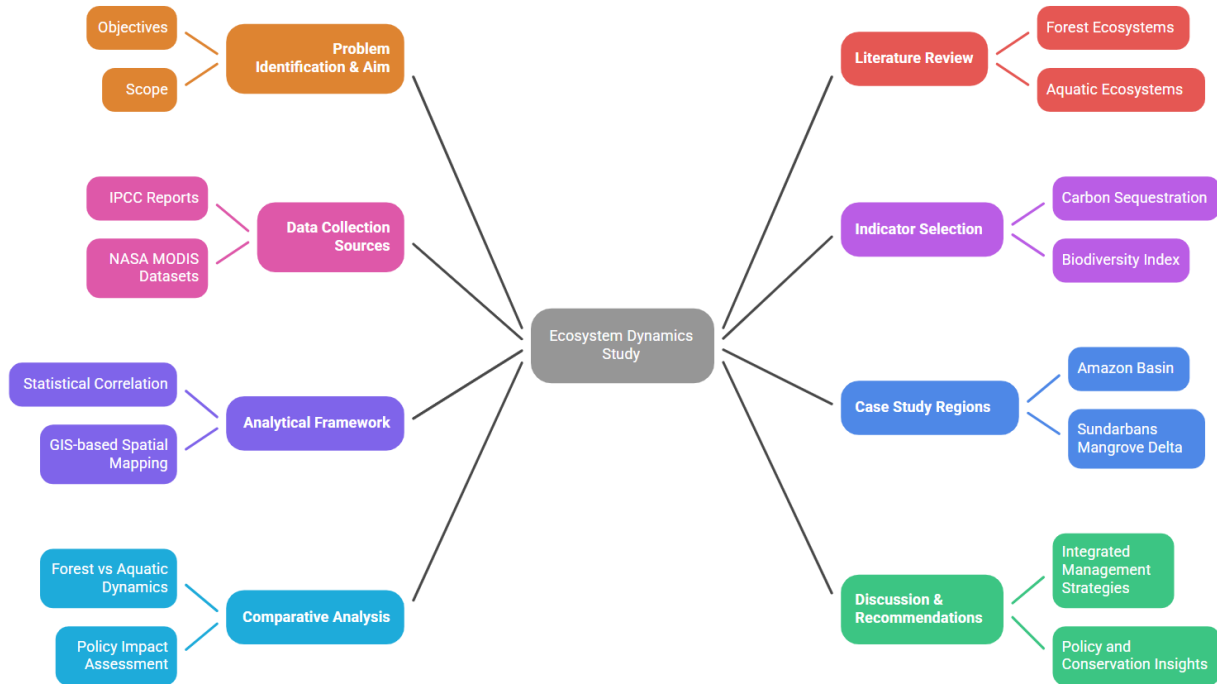 Objectives
Scope
Problem
Identification & Aim
IPCC Reports
NASA MODIS
Datasets
Data Collection
Sources
Statistical Correlation
GIS-based Spatial
Mapping
Analytical Framework
Forest vs Aquatic
Dynamics
Policy Impact
Assessment
Comparative Analysis
Ecosystem Dynamics
Study
Literature Review
Forest Ecosystems
Aquatic Ecosystems
Indicator Selection
Carbon Sequestration
Biodiversity Index
Case Study Regions
Amazon Basin
Sundarbans
Mangrove Delta
Discussion &
Recommendations
Integrated
Management
Strategies
Policy and
Conservation Insights